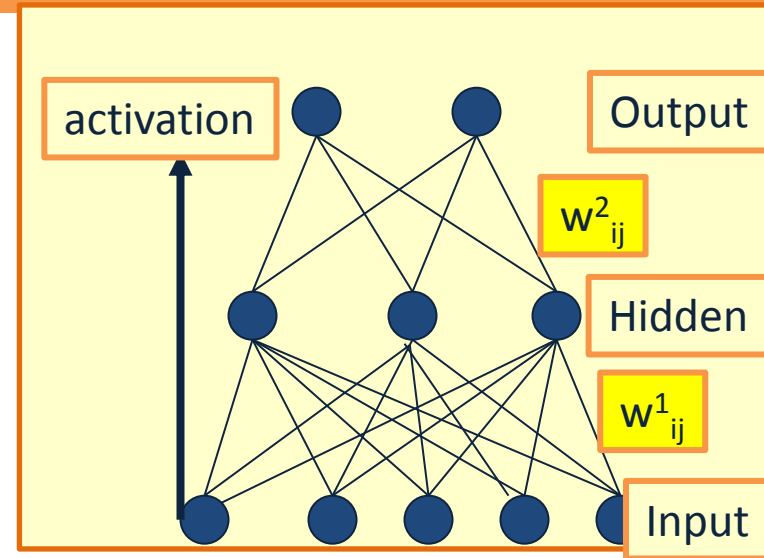 activation
Output
w²ᵢⱼ
Hidden
w¹ᵢⱼ
Input